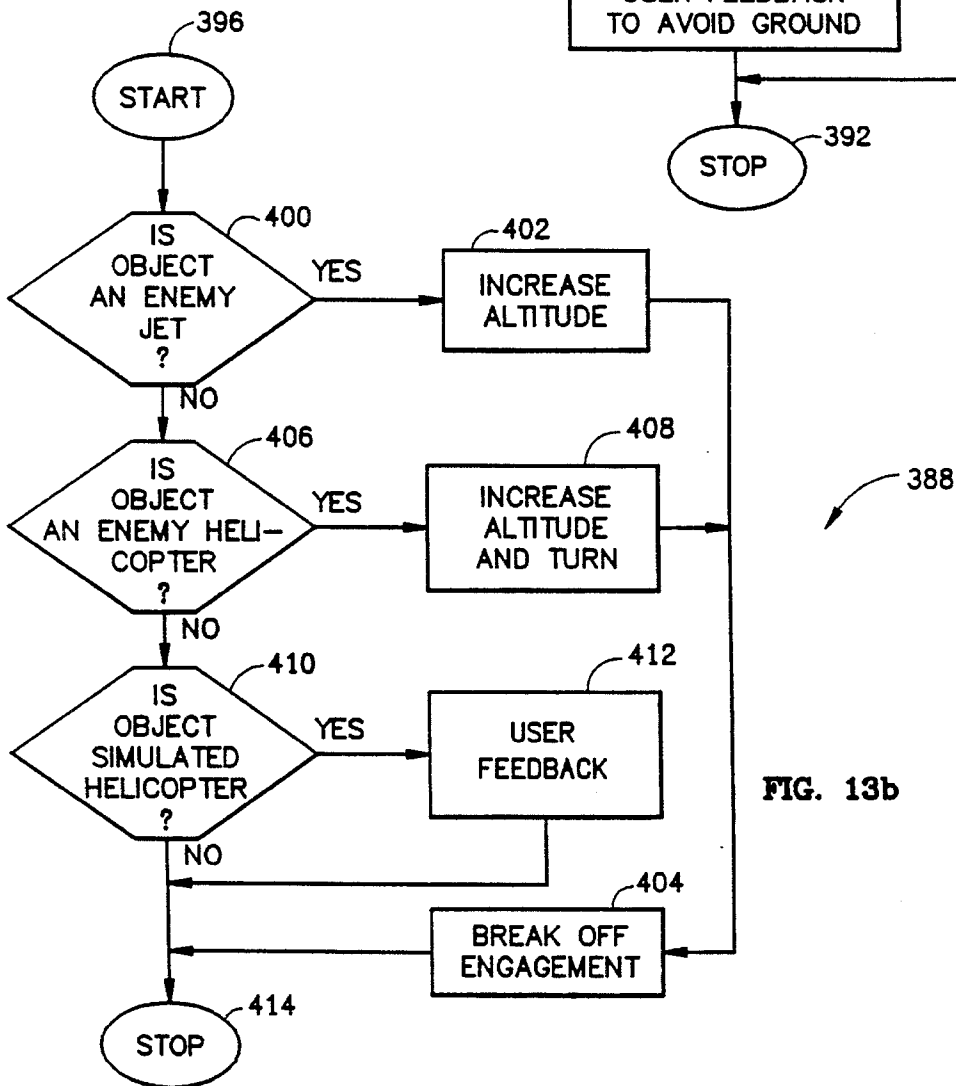 USER FEEDBACK
TO AVOID GROUND
392
STOP
396
START
400
IS
OBJECT
AN ENEMY
JET
?
YES
NO
402
INCREASE
ALTITUDE
406
IS
OBJECT
AN ENEMY HELI-
COPTER
?
YES
NO
408
INCREASE
ALTITUDE
AND TURN
388
410
IS
OBJECT
SIMULATED
HELICOPTER
?
YES
NO
412
USER
FEEDBACK
FIG. 13b
404
BREAK OFF
ENGAGEMENT
414
STOP